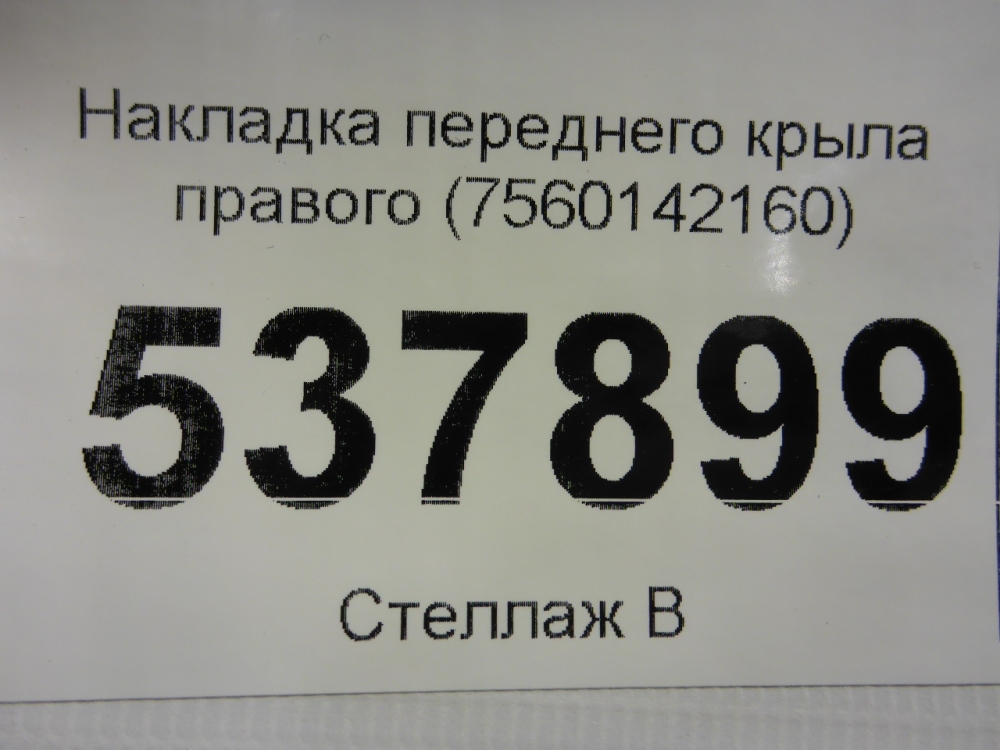 Накладка переднего крыла
правого (7560142160)
537899
Стеллаж В